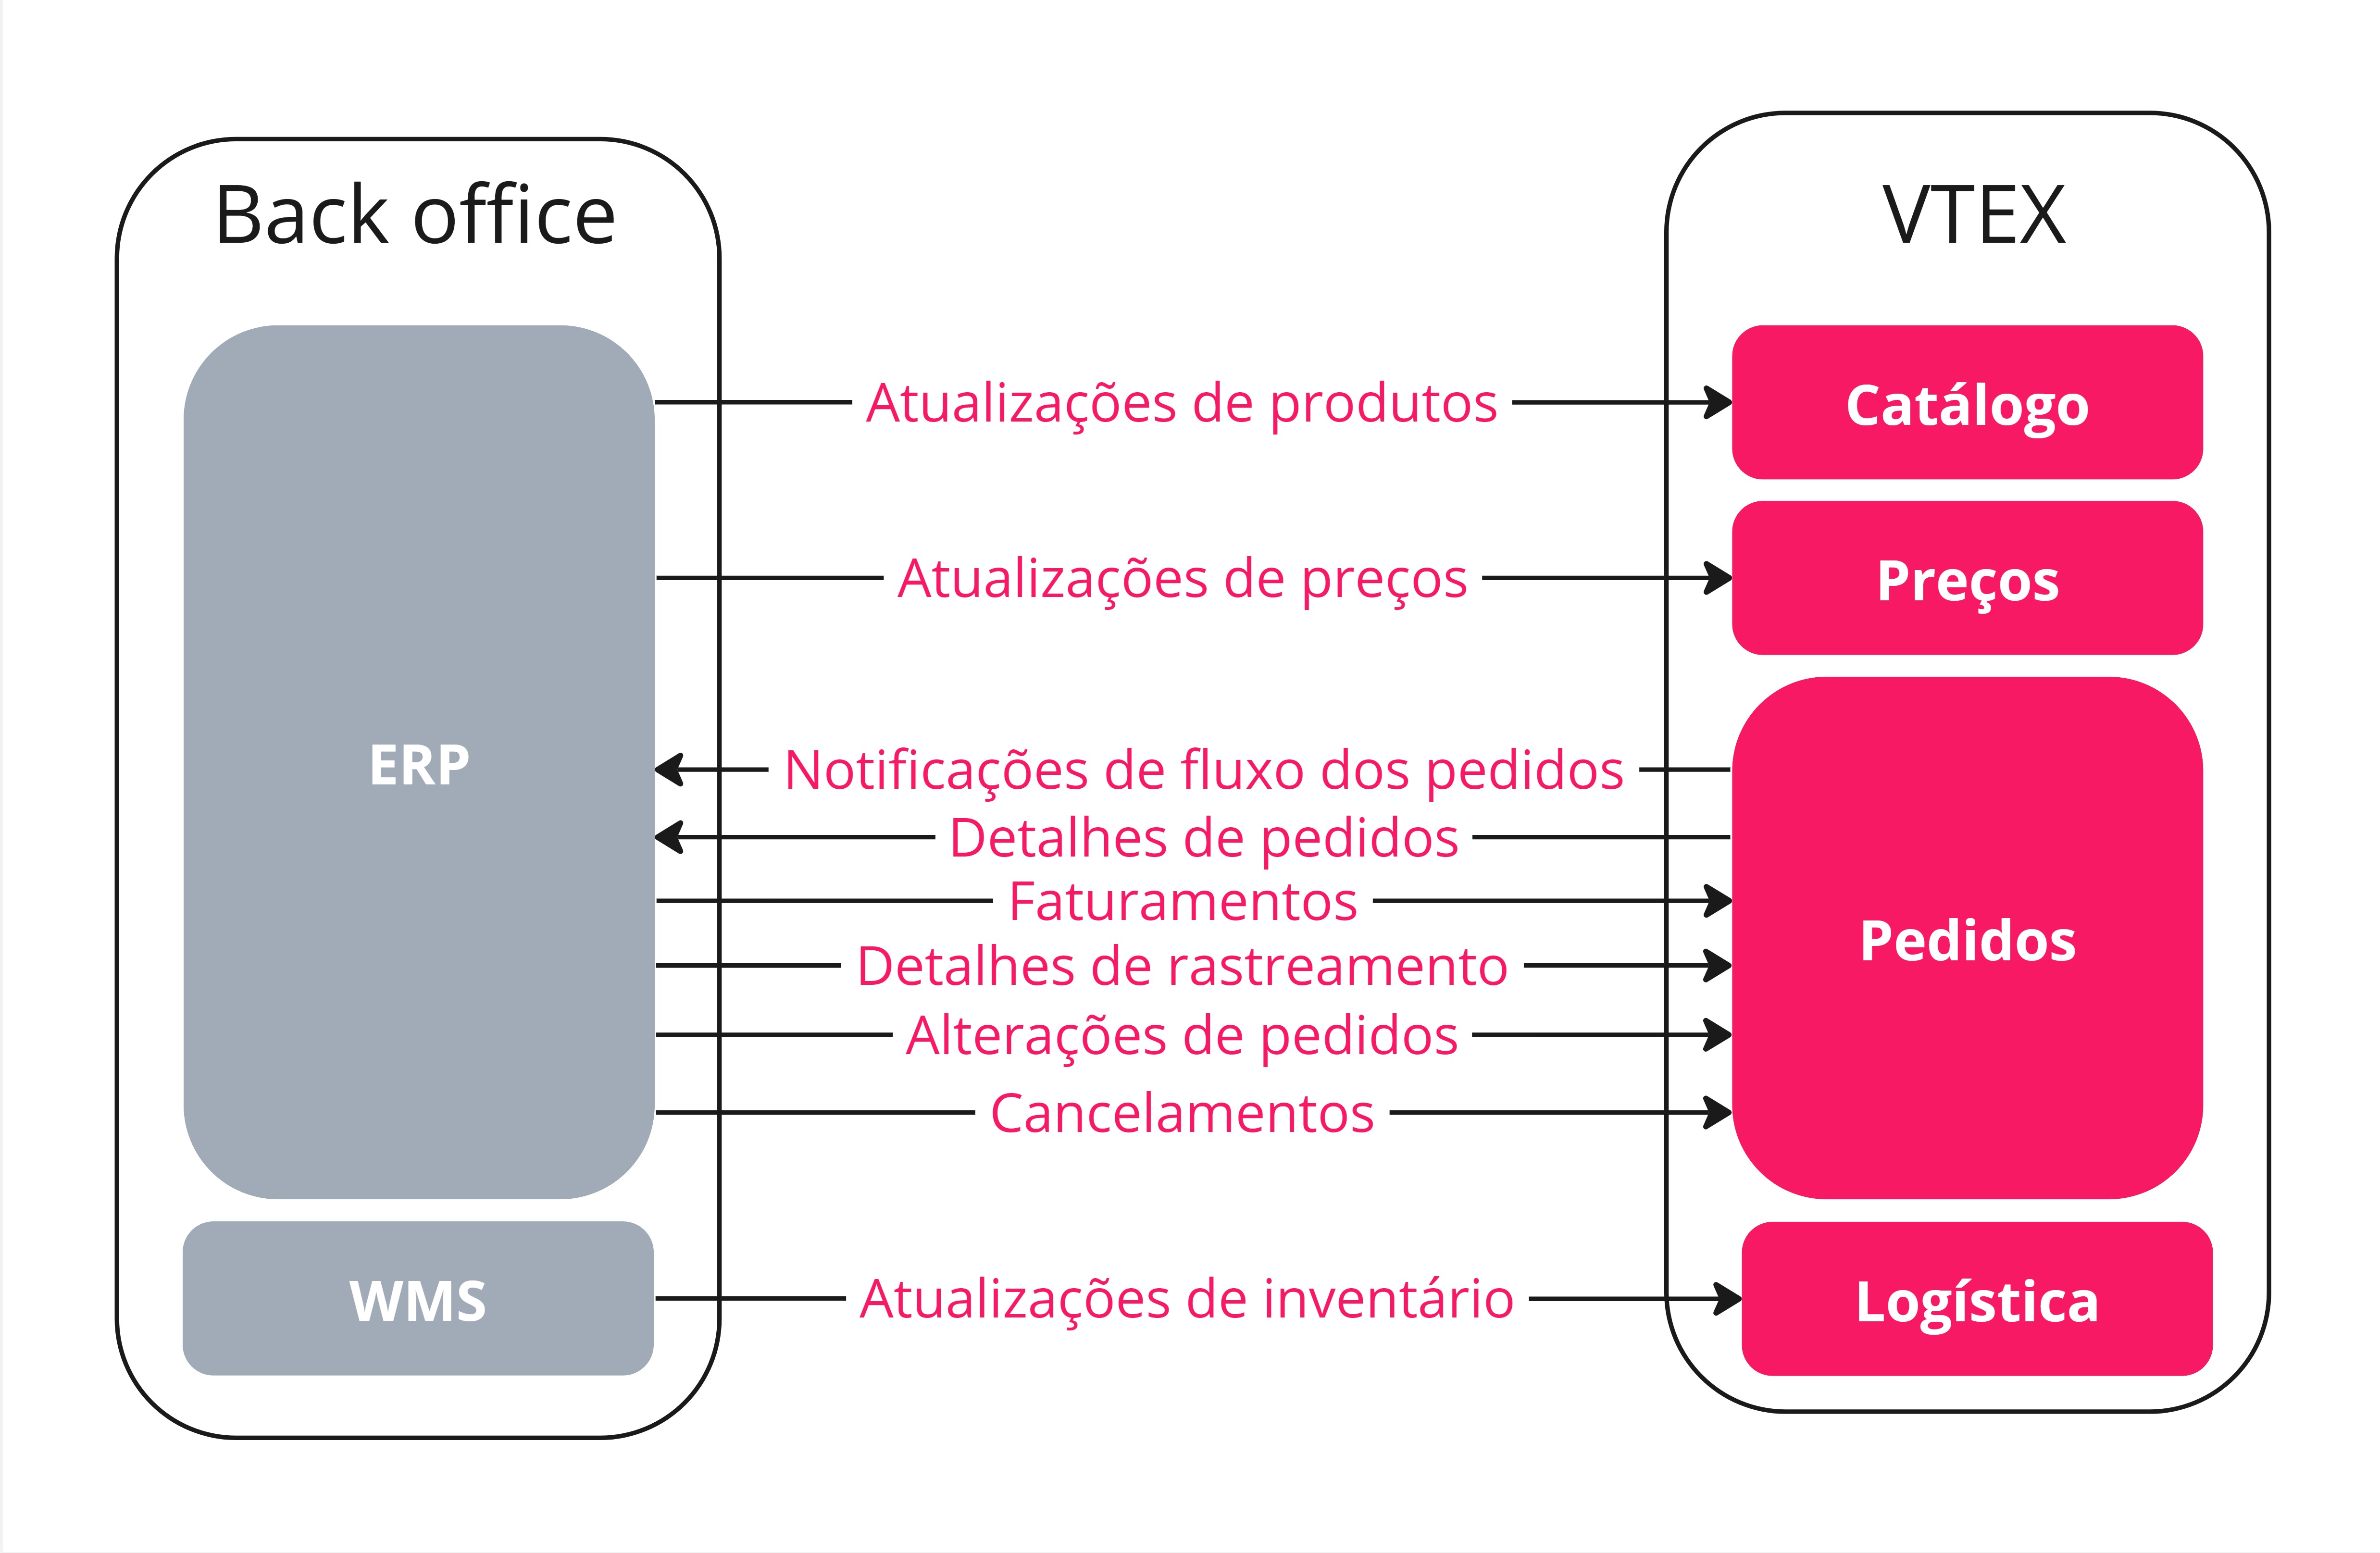 Back office
VTEX
Atualizações de produtos
Catálogo
Atualizações de preços
Preços
ERP
Notificações de fluxo dos pedidos
Detalhes de pedidos
Faturamentos
Detalhes de rastreamento
Alterações de pedidos
Cancelamentos
Pedidos
WMS
Atualizações de inventário
Logística